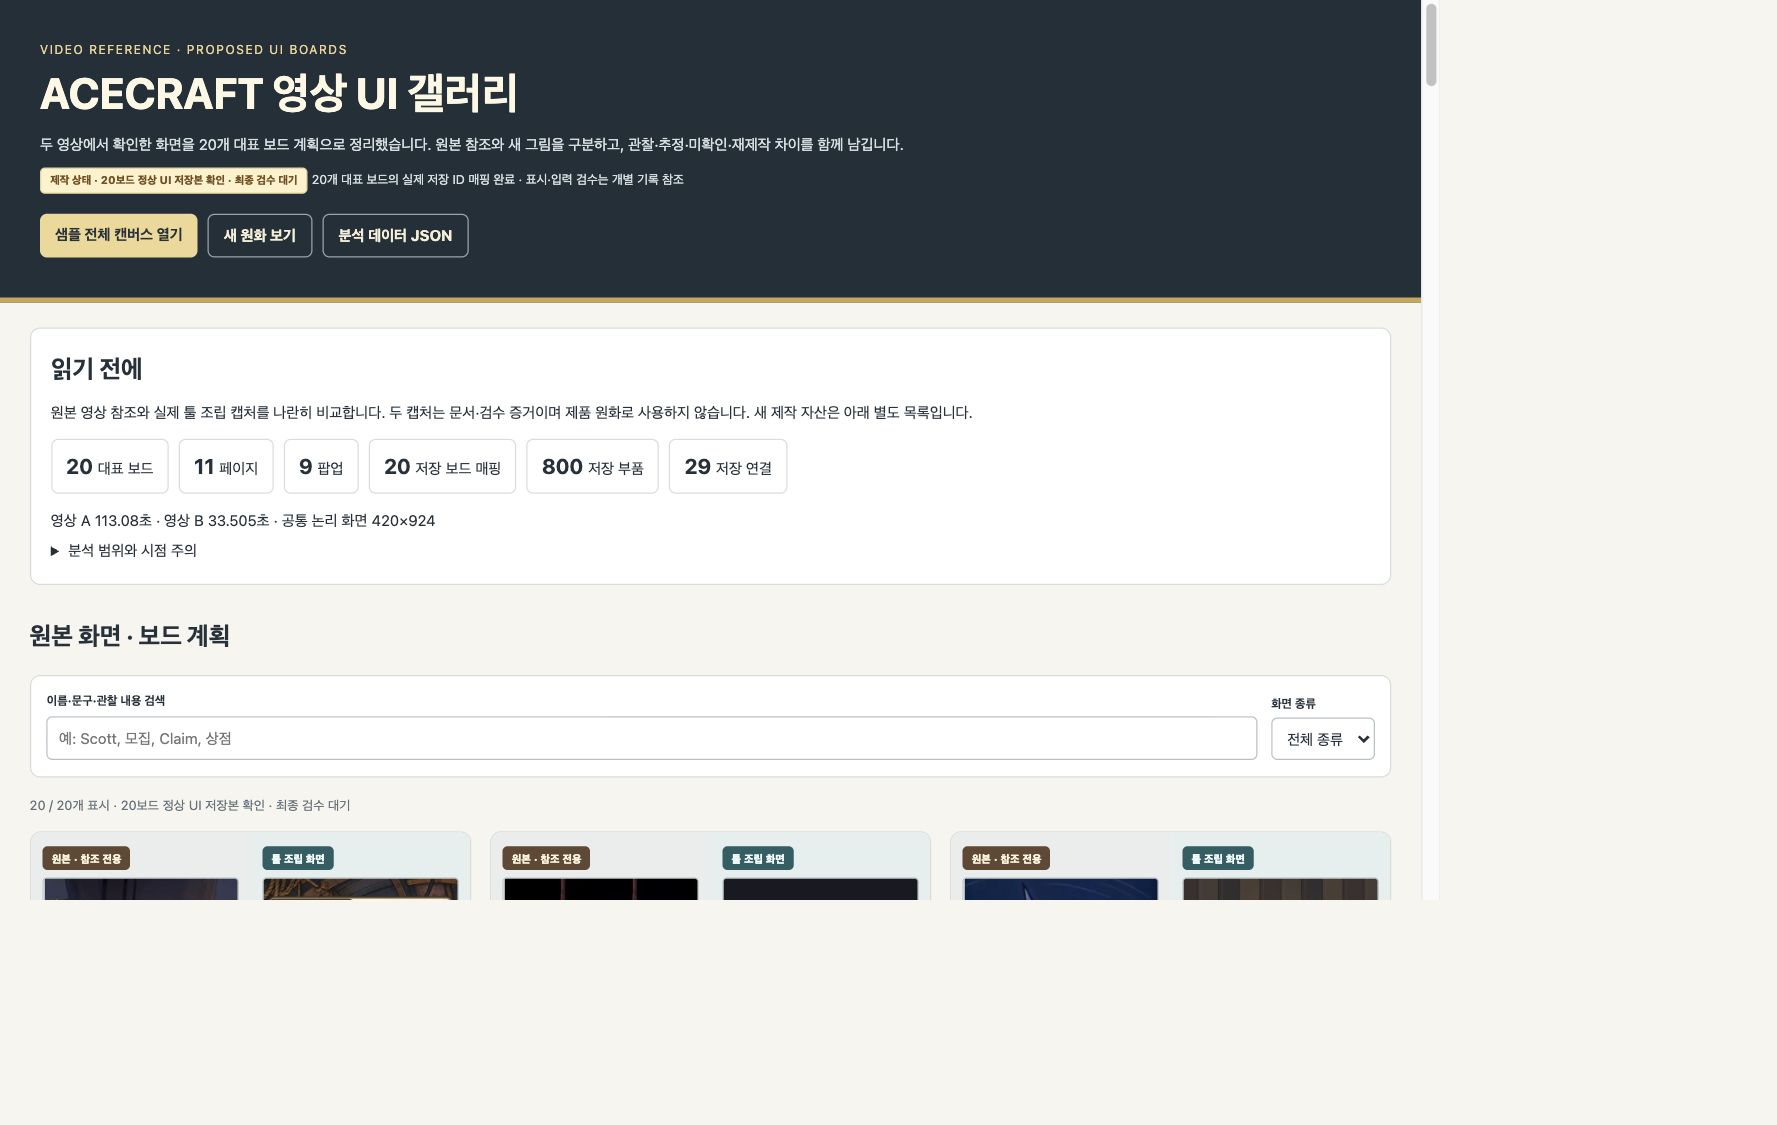 VIDEO REFERENCE · PROPOSED UI BOARDS
ACECRAFT 영상 UI 갤러리
두 영상에서 확인한 화면을 20개 대표 보드 계획으로 정리했습니다. 원본 참조와 새 그림을 구분하고, 관찰·추정·미확인·재제작 차이를 함께 남깁니다.
제작 상태 · 20보드 정상 UI 저장본 확인 · 최종 검수 대기 20개 대표 보드의 실제 저장 ID 매핑 완료 · 표시·입력 검수는 개별 기록 참조
샘플 전체 캔버스 열기 새 원화 보기 분석 데이터 JSON
읽기 전에
원본 영상 참조와 실제 툴 조립 캡처를 나란히 비교합니다. 두 캡처는 문서·검수 증거이며 제품 원화로 사용하지 않습니다. 새 제작 자산은 아래 별도 목록입니다.
20 대표 보드 11 페이지 9 팝업 20 저장 보드 매핑 800 저장 부품 29 저장 연결
영상 A 113.08초 · 영상 B 33.505초 · 공통 논리 화면 420×924
▶ 분석 범위와 시점 주의
원본 화면 · 보드 계획
이름·문구·관찰 내용 검색 화면 종류
예: Scott, 모집, Claim, 상점 전체 종류
20 / 20개 표시 · 20보드 정상 UI 저장본 확인 · 최종 검수 대기
원본 · 참조 전용 툴 조립 화면 원본 · 참조 전용 툴 조립 화면 원본 · 참조 전용 툴 조립 화면